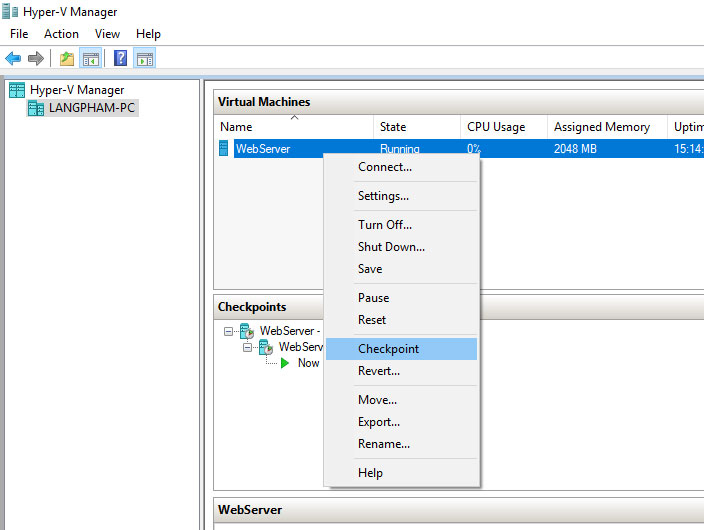 Hyper-V Manager
File Action View Help
Hyper-V Manager
LANGPHAM-PC
Virtual Machines
Name State CPU Usage Assigned Memory
WebServer Running 0% 2048 MB 15:14:
Connect...
Settings...
Turn Off...
Shut Down...
Save
Pause
Reset
Checkpoint
Revert...
Move...
Export...
Rename...
Help
Checkpoints
WebServer -
Now
WebServer